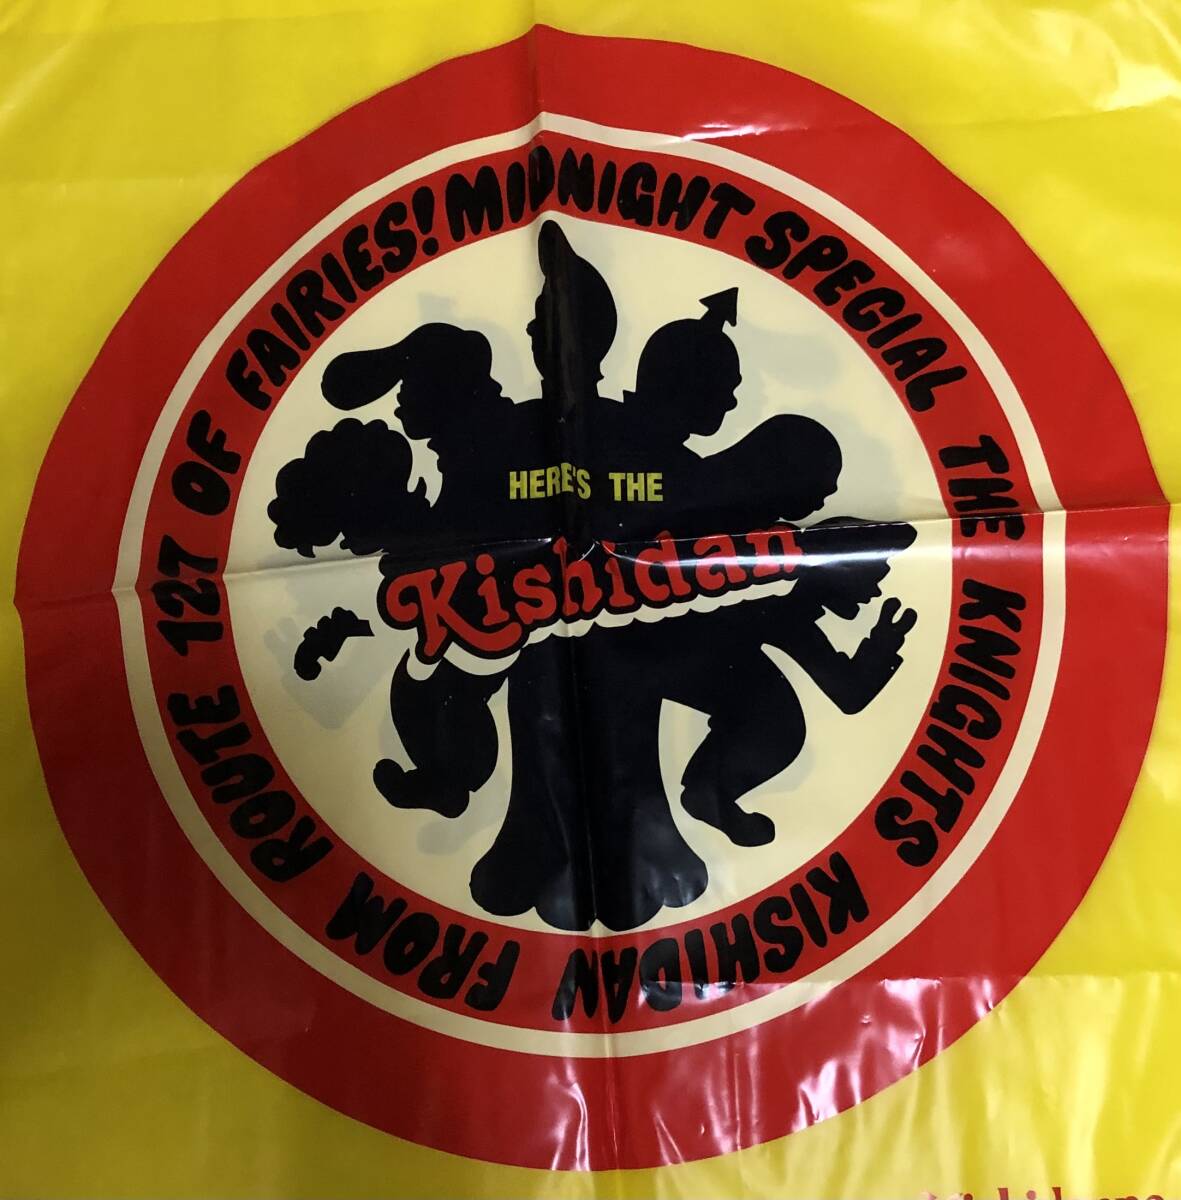 MIDNIGHT SPECIAL THE KNIGHTS KISHIDAN FROM ROUTE 127 OF FAIRIES!
HERE'S THE
Kishidan